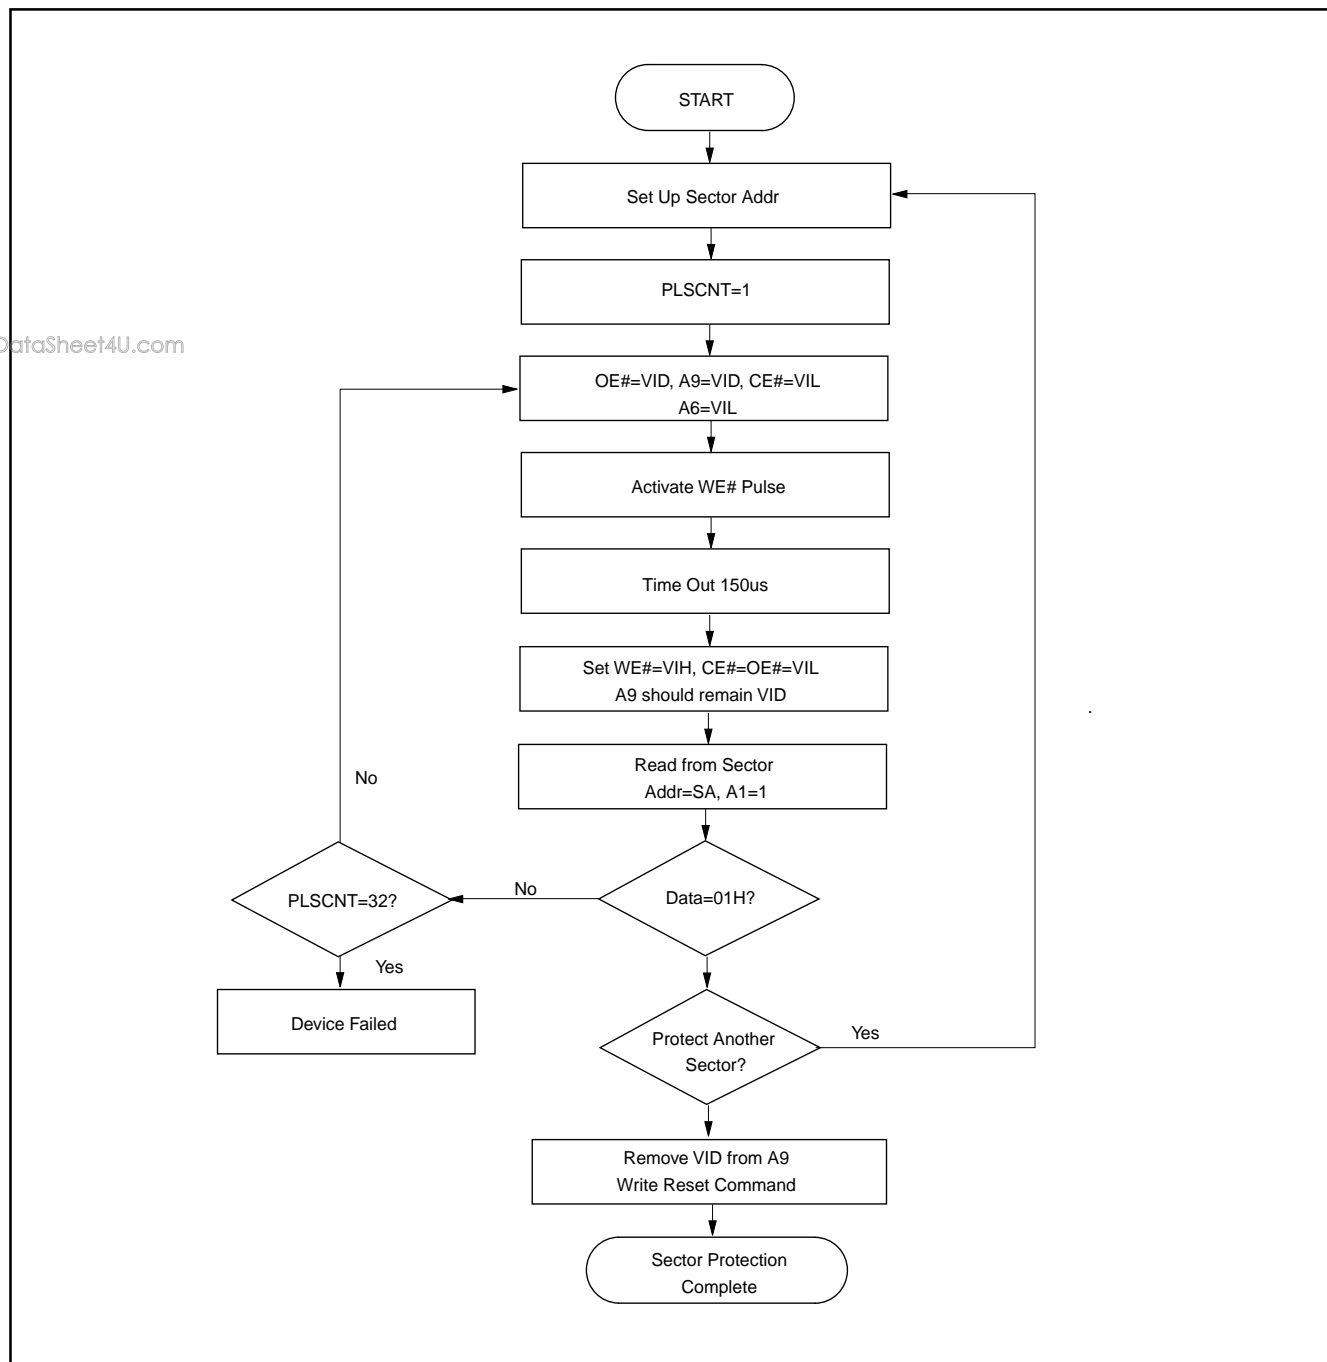 START
Set Up Sector Addr
PLSCNT=1
DataSheet4U.com
OE#=VID, A9=VID, CE#=VIL
A6=VIL
Activate WE# Pulse
Time Out 150us
Set WE#=VIH, CE#=OE#=VIL
A9 should remain VID
Read from Sector
Addr=SA, A1=1
No
PLSCNT=32?
No
Data=01H?
Yes
Device Failed
Protect Another
Sector?
Yes
Remove VID from A9
Write Reset Command
Sector Protection
Complete
.